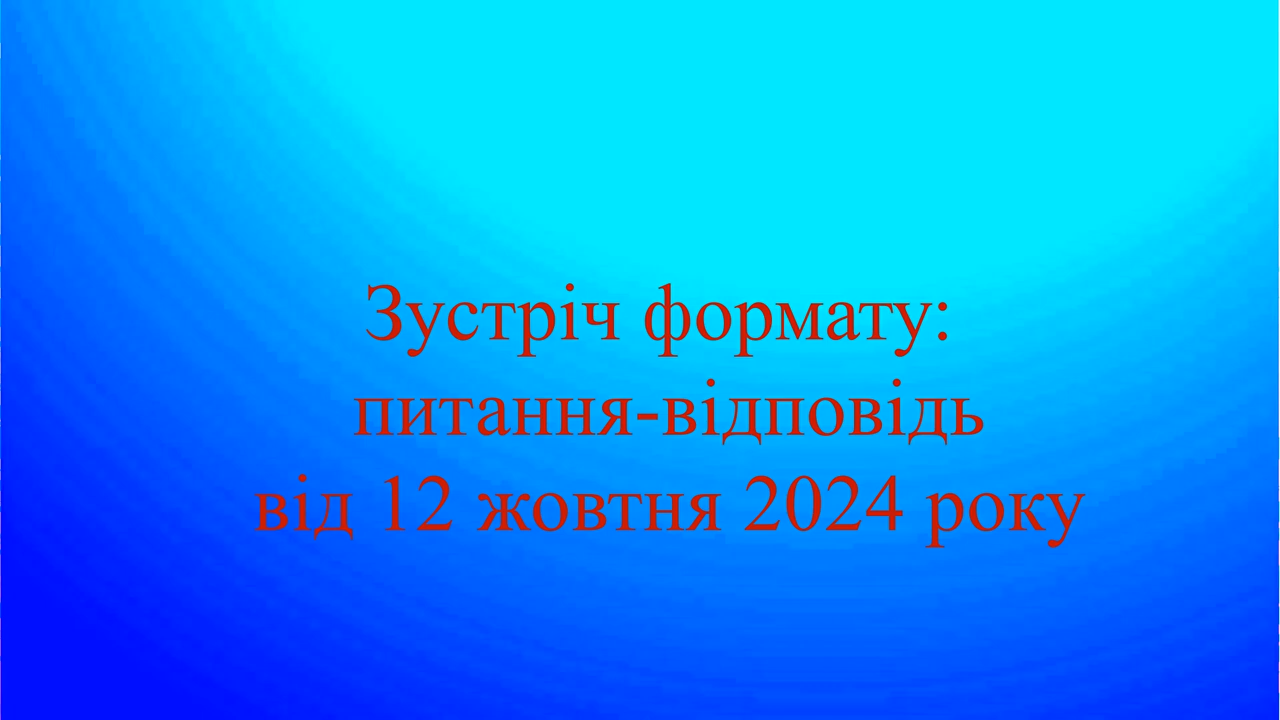 Зустріч формату:
питання-відповідь
від 12 жовтня 2024 року